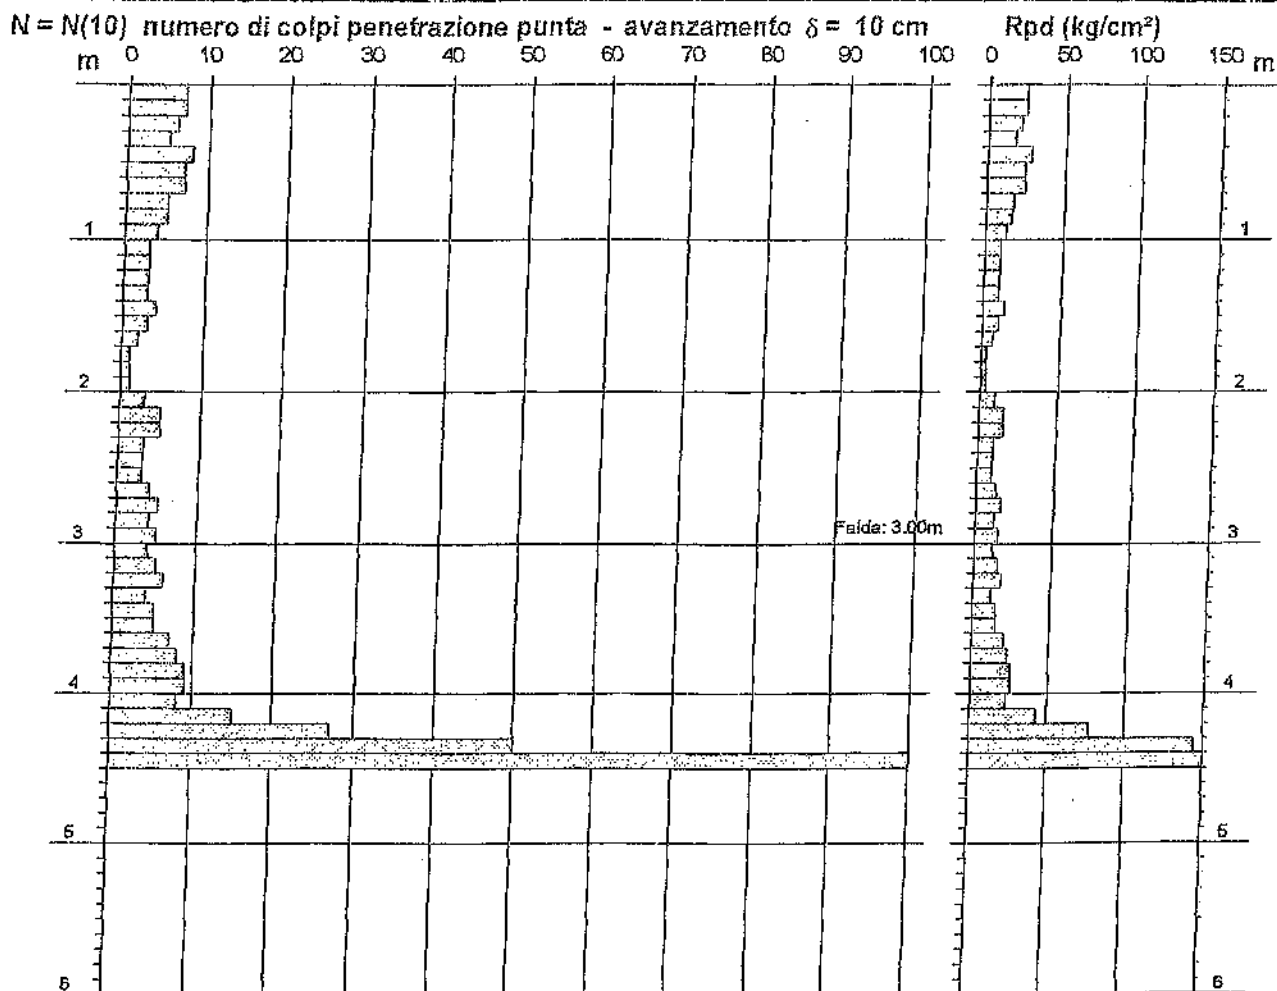 N = N(10) numero di colpi penetrazione punta - avanzamento δ = 10 cm
Rpd (kg/cm²)
m 0 10 20 30 40 50 60 70 80 90 100
0 50 100 150 m
1 1
2 2
Falda: 3.00m
3 3
4 4
5 5
6 6